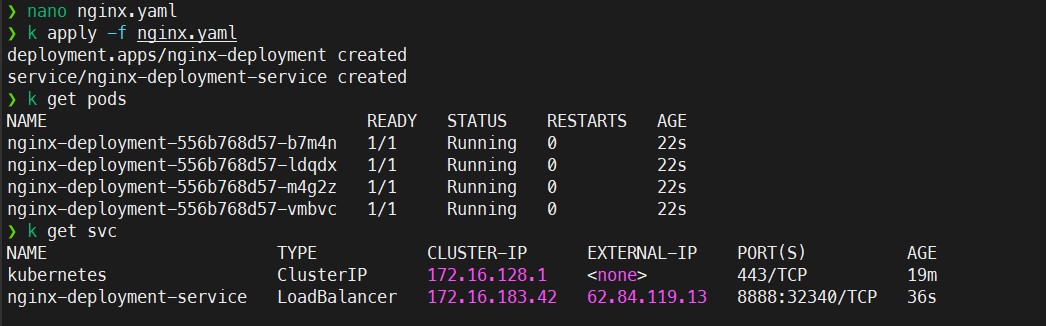 ❯ nano nginx.yaml
❯ k apply -f nginx.yaml
deployment.apps/nginx-deployment created
service/nginx-deployment-service created
❯ k get pods
NAME                                READY   STATUS    RESTARTS   AGE
nginx-deployment-556b768d57-b7m4n   1/1     Running   0          22s
nginx-deployment-556b768d57-ldqdx   1/1     Running   0          22s
nginx-deployment-556b768d57-m4g2z   1/1     Running   0          22s
nginx-deployment-556b768d57-vmbvc   1/1     Running   0          22s
❯ k get svc
NAME                       TYPE           CLUSTER-IP      EXTERNAL-IP    PORT(S)          AGE
kubernetes                 ClusterIP      172.16.128.1    <none>         443/TCP          19m
nginx-deployment-service   LoadBalancer   172.16.183.42   62.84.119.13   8888:32340/TCP   36s